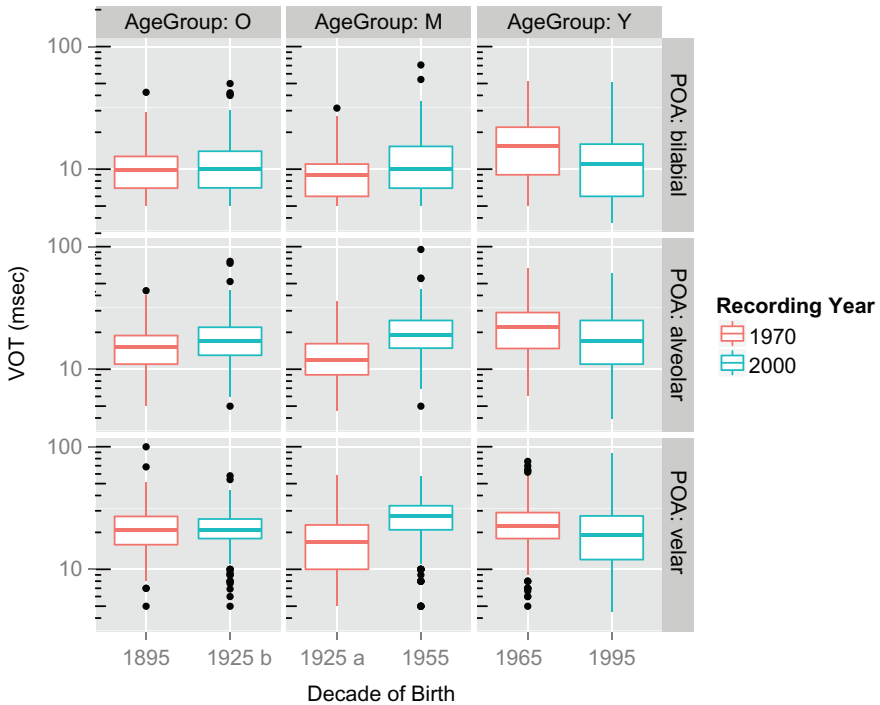 AgeGroup: O
AgeGroup: M
AgeGroup: Y
100
10
POA: bilabial
100
10
POA: alveolar
100
10
POA: velar
VOT (msec)
1895
1925 b
1925 a
1955
1965
1995
Decade of Birth
Recording Year
1970
2000